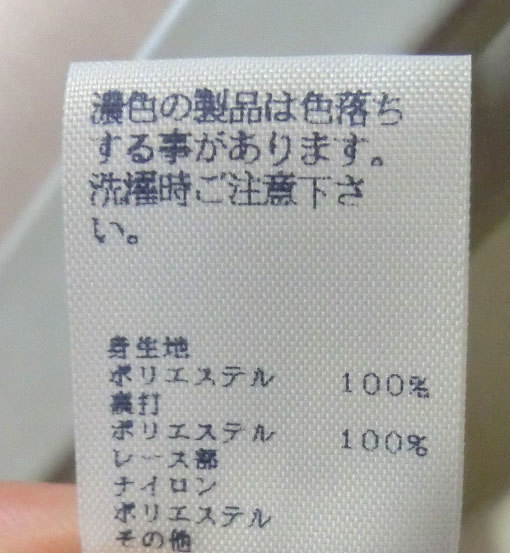 濃色の製品は色落ち
する事があります。
洗濯時ご注意下さ
い。
身生地
ポリエステル 100%
裏打
ポリエステル 100%
レース部
ナイロン
ポリエステル
その他